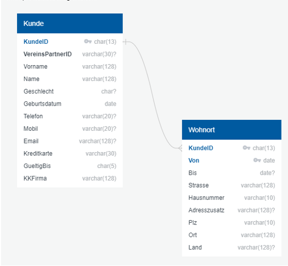 Kunde
KundeID char(13)
VereinsPartnerID varchar(30)?
Vorname varchar(128)
Name varchar(128)
Geschlecht char?
Geburtsdatum date
Telefon varchar(20)?
Mobil varchar(20)?
Email varchar(128)?
Kreditkarte varchar(30)
GueltigBis char(5)
KKFirma varchar(128)
Wohnort
KundeID char(13)
Von date
Bis date?
Strasse varchar(128)
Hausnummer varchar(10)
Adresszusatz varchar(128)?
Plz varchar(10)
Ort varchar(128)
Land varchar(128)?